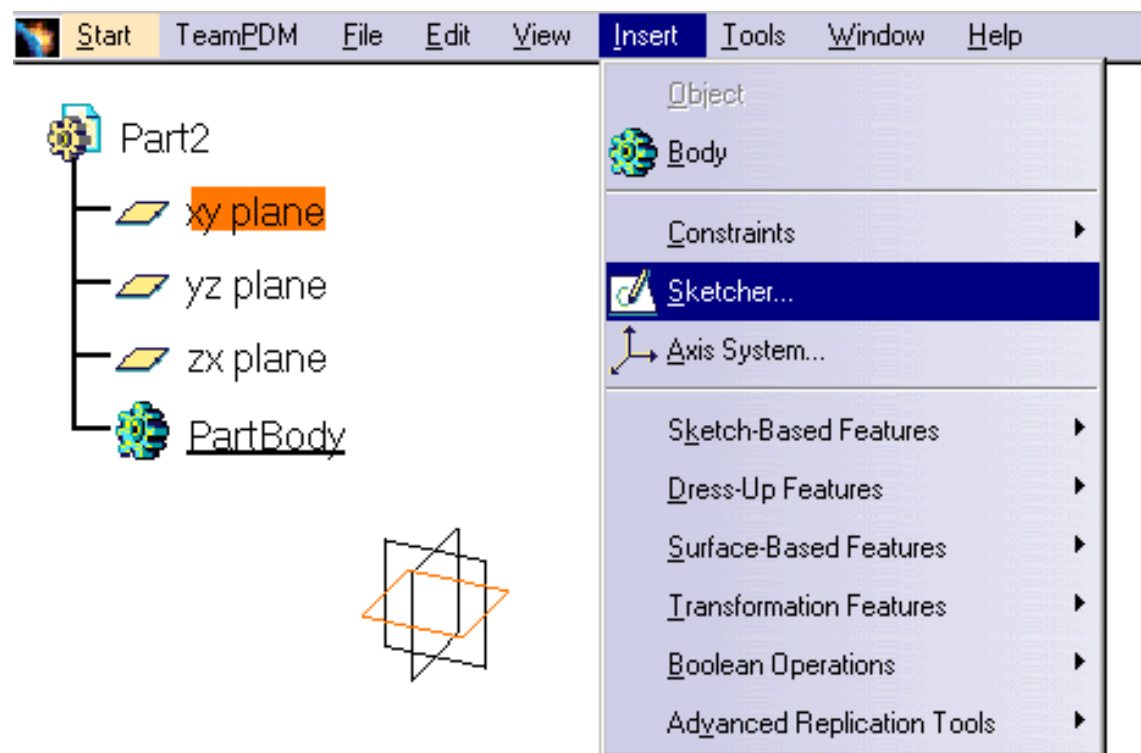 Start TeamPDM File Edit View Insert Tools Window Help
Part2
xy plane
yz plane
zx plane
PartBody
Object
Body
Constraints
Sketcher...
Axis System...
Sketch-Based Features
Dress-Up Features
Surface-Based Features
Transformation Features
Boolean Operations
Advanced Replication Tools